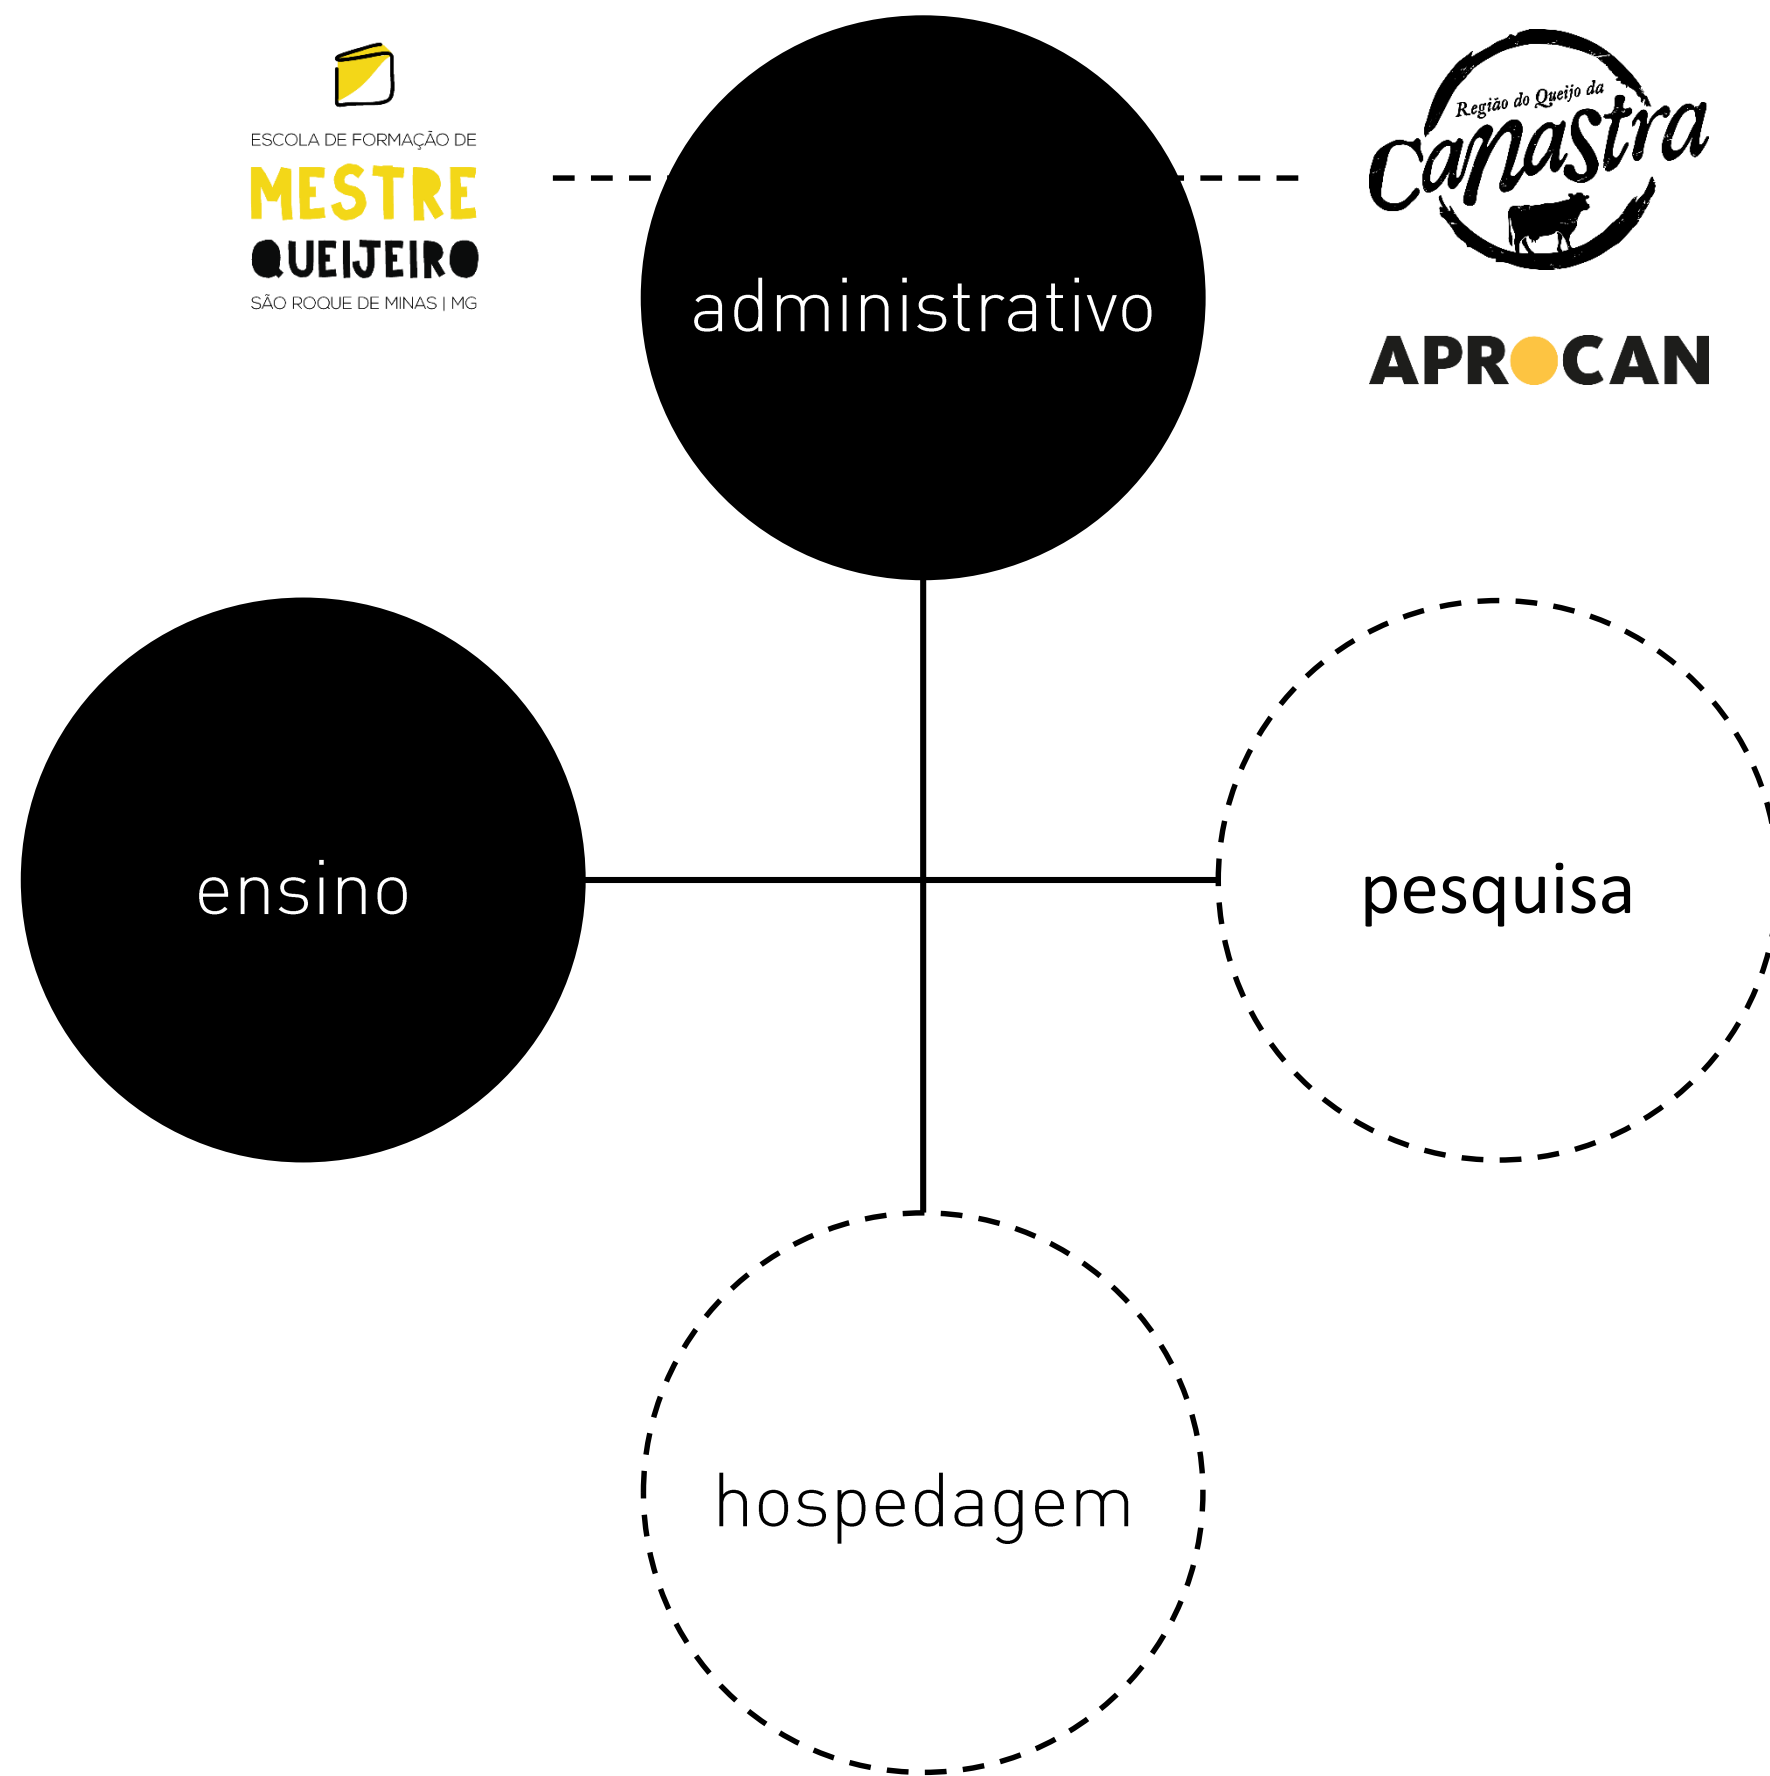 ESCOLA DE FORMAÇÃO DE
MESTRE
QUEIJEIRO
SÃO ROQUE DE MINAS | MG
administrativo
Região do Queijo da
Canastra
APROCAN
ensino
pesquisa
hospedagem